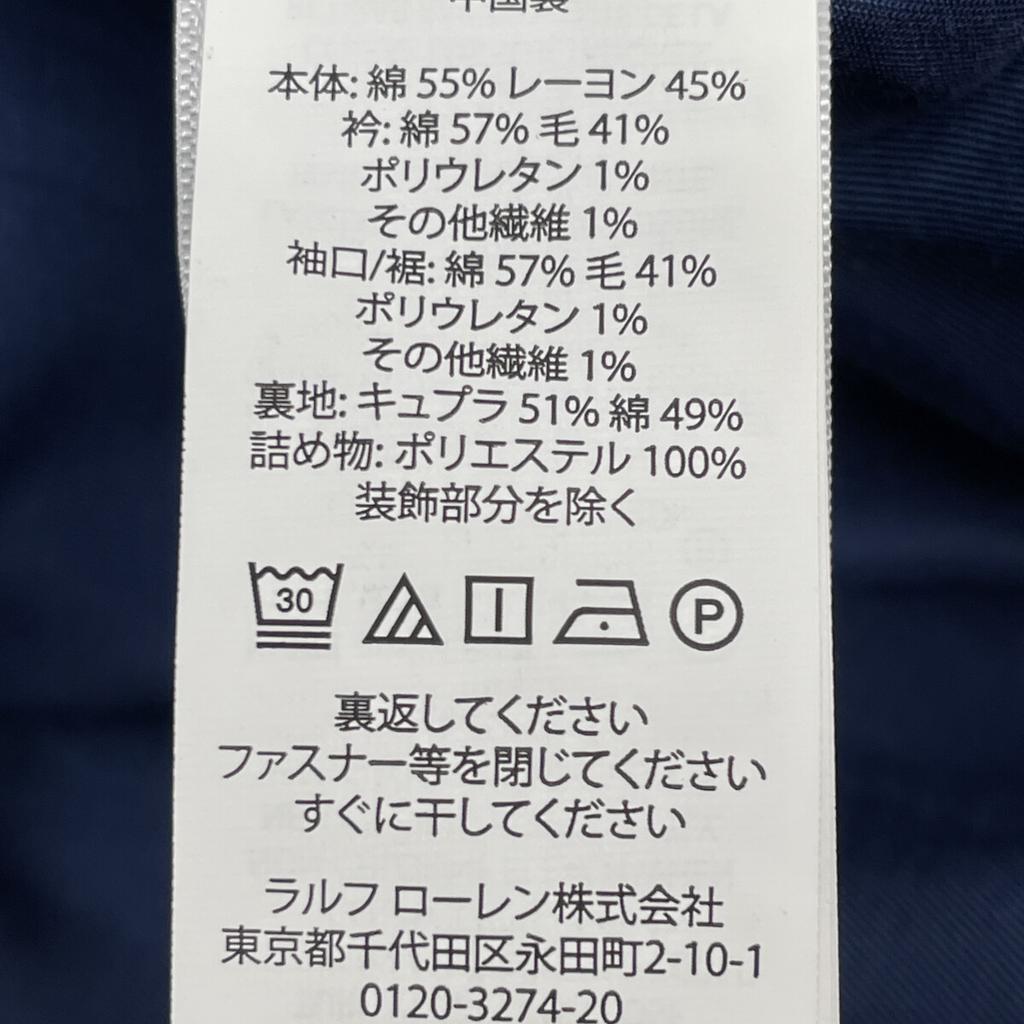 中国製
本体: 綿 55% レーヨン 45%
衿: 綿 57% 毛 41%
ポリウレタン 1%
その他繊維 1%
袖口/裾: 綿 57% 毛 41%
ポリウレタン 1%
その他繊維 1%
裏地: キュプラ 51% 綿 49%
詰め物: ポリエステル 100%
装飾部分を除く
30 P
裏返してください
ファスナー等を閉じてください
すぐに干してください
ラルフ ローレン株式会社
東京都千代田区永田町2-10-1
0120-3274-20